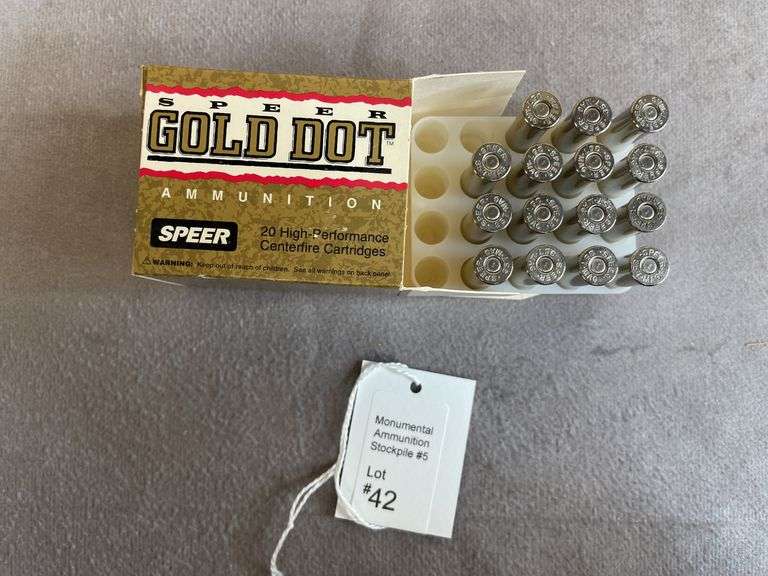 SPEER
GOLD DOT™
AMMUNITION
SPEER
20 High-Performance
Centerfire Cartridges
⚠WARNING: Keep out of reach of children. See all warnings on back panel
Monumental
Ammunition
Stockpile #5
Lot
#42